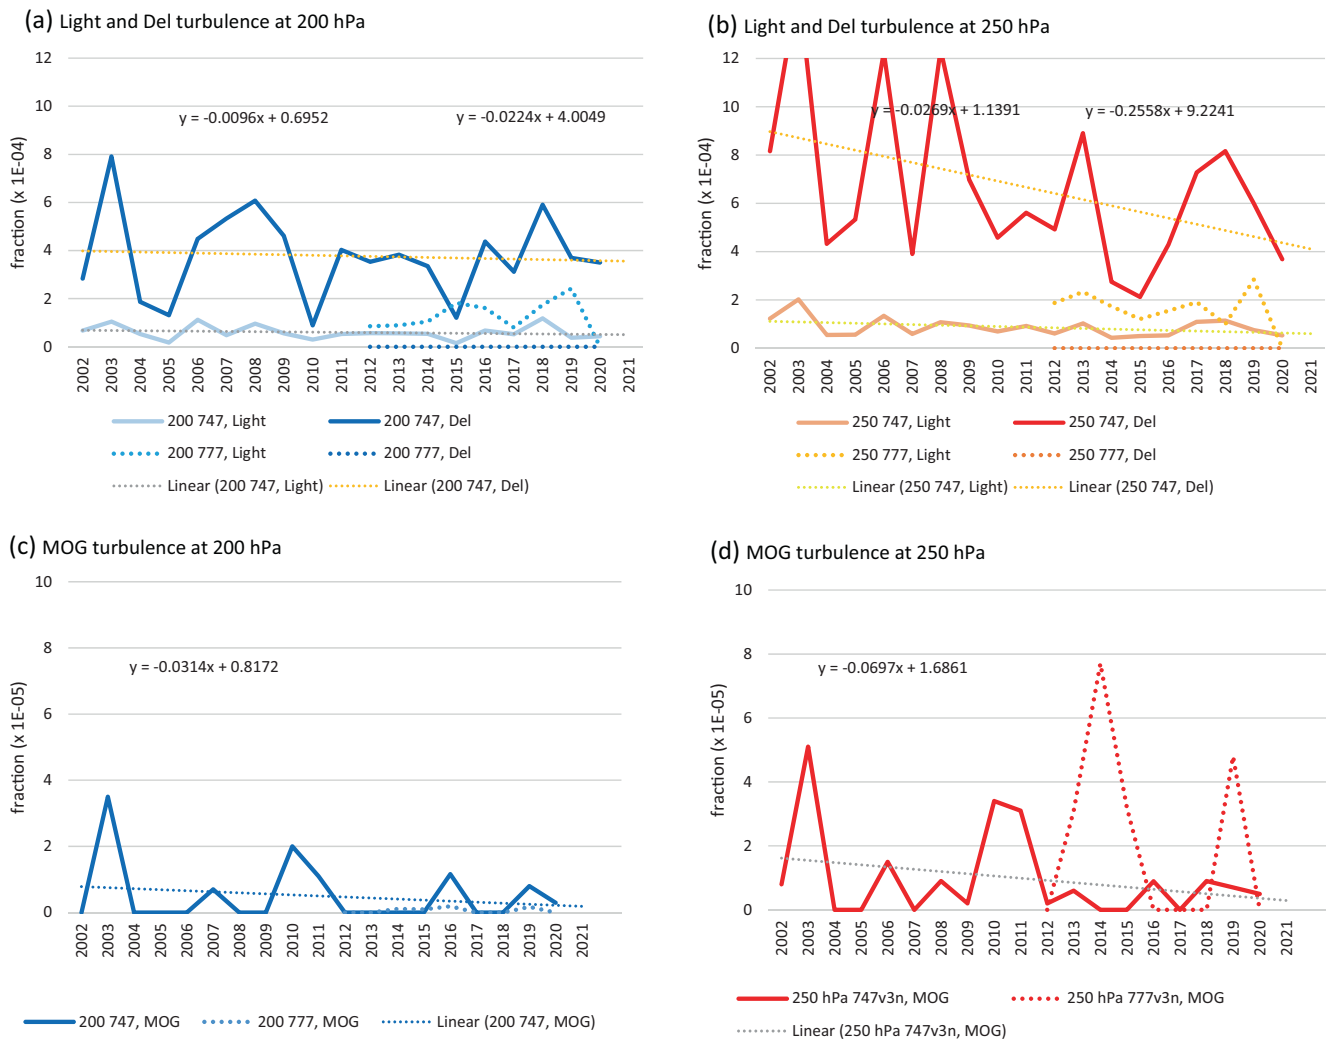 (a) Light and Del turbulence at 200 hPa
12
10
8
6
4
2
0
fraction (x 1E-04)
y = -0.0096x + 0.6952
y = -0.0224x + 4.0049
2002 2003 2004 2005 2006 2007 2008 2009 2010 2011 2012 2013 2014 2015 2016 2017 2018 2019 2020 2021
200 747, Light
200 747, Del
200 777, Light
200 777, Del
Linear (200 747, Light)
Linear (200 747, Del)
(b) Light and Del turbulence at 250 hPa
12
10
8
6
4
2
0
fraction (x 1E-04)
y = -0.0269x + 1.1391
y = -0.2558x + 9.2241
2002 2003 2004 2005 2006 2007 2008 2009 2010 2011 2012 2013 2014 2015 2016 2017 2018 2019 2020 2021
250 747, Light
250 747, Del
250 777, Light
250 777, Del
Linear (250 747, Light)
Linear (250 747, Del)
(c) MOG turbulence at 200 hPa
10
8
6
4
2
0
fraction (x 1E-05)
y = -0.0314x + 0.8172
2002 2003 2004 2005 2006 2007 2008 2009 2010 2011 2012 2013 2014 2015 2016 2017 2018 2019 2020 2021
200 747, MOG
200 777, MOG
Linear (200 747, MOG)
(d) MOG turbulence at 250 hPa
10
8
6
4
2
0
fraction (x 1E-05)
y = -0.0697x + 1.6861
2002 2003 2004 2005 2006 2007 2008 2009 2010 2011 2012 2013 2014 2015 2016 2017 2018 2019 2020 2021
250 hPa 747v3n, MOG
250 hPa 777v3n, MOG
Linear (250 hPa 747v3n, MOG)